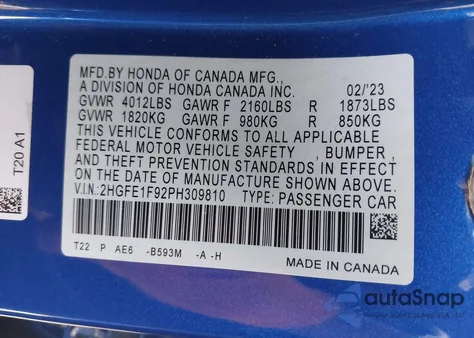 MFD.BY HONDA OF CANADA MFG.,
A DIVISION OF HONDA CANADA INC. 02/'23
GVWR 4012LBS GAWR F 2160LBS R 1873LBS
GVWR 1820KG GAWR F 980KG R 850KG
THIS VEHICLE CONFORMS TO ALL APPLICABLE
FEDERAL MOTOR VEHICLE SAFETY , BUMPER ,
AND THEFT PREVENTION STANDARDS IN EFFECT
ON THE DATE OF MANUFACTURE SHOWN ABOVE.
V.I.N.: 2HGFE1F92PH309810 TYPE: PASSENGER CAR
T22 P AE6 -B593M -A -H
MADE IN CANADA
T20 A1
autoSnap